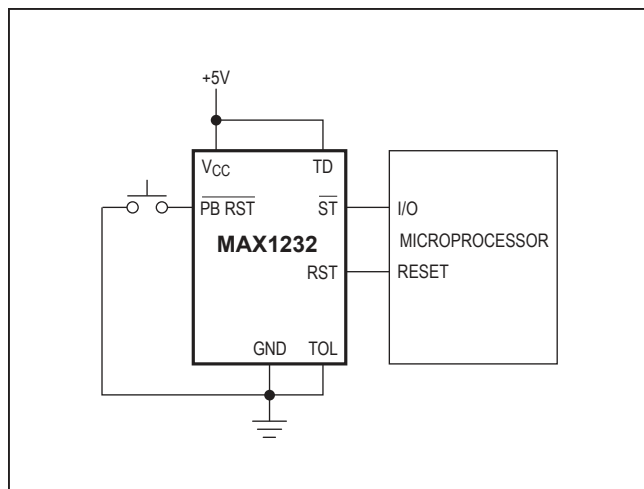 +5V
VCC TD
PB RST ST I/O
MAX1232 MICROPROCESSOR
RST RESET
GND TOL